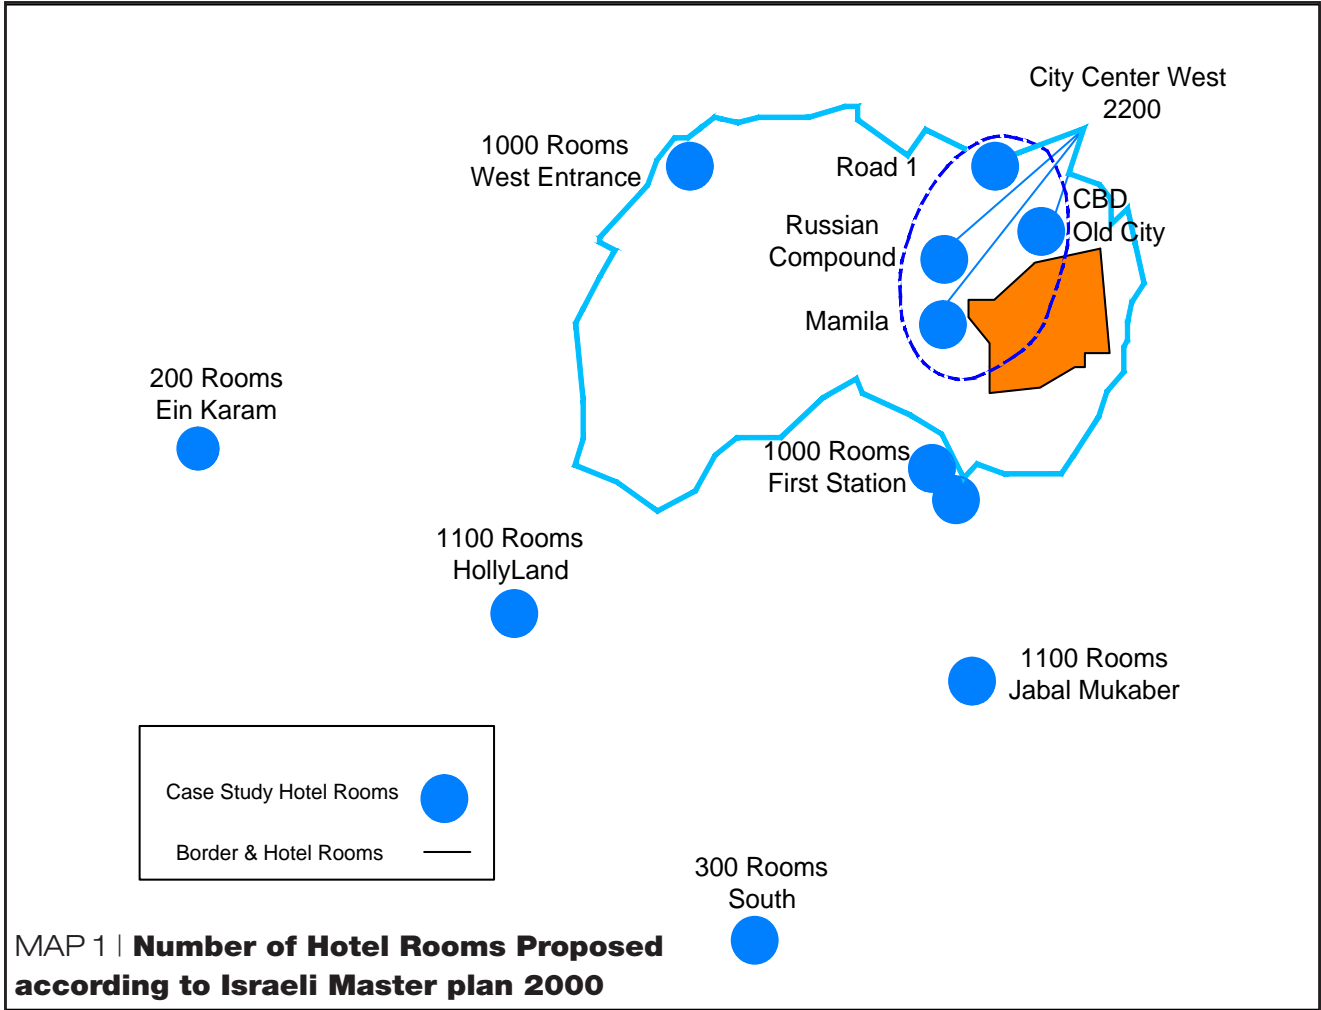 City Center West
2200
1000 Rooms
West Entrance
Road 1
CBD
Old City
Russian
Compound
Mamila
200 Rooms
Ein Karam
1000 Rooms
First Station
1100 Rooms
HollyLand
1100 Rooms
Jabal Mukaber
Case Study Hotel Rooms
Border & Hotel Rooms
300 Rooms
South
MAP 1 | Number of Hotel Rooms Proposed
according to Israeli Master plan 2000